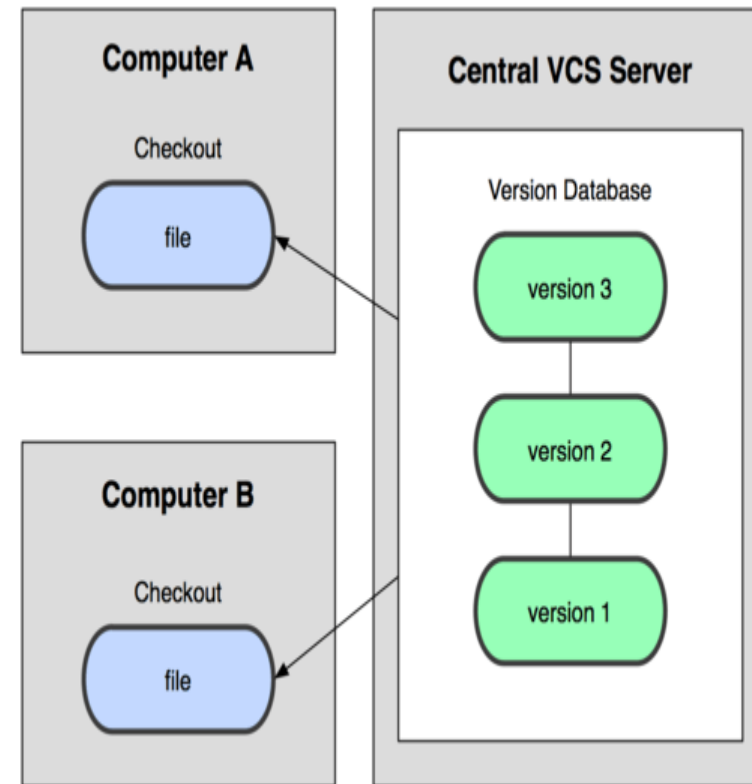 Computer A
Checkout
file
Computer B
Checkout
file
Central VCS Server
Version Database
version 3
version 2
version 1